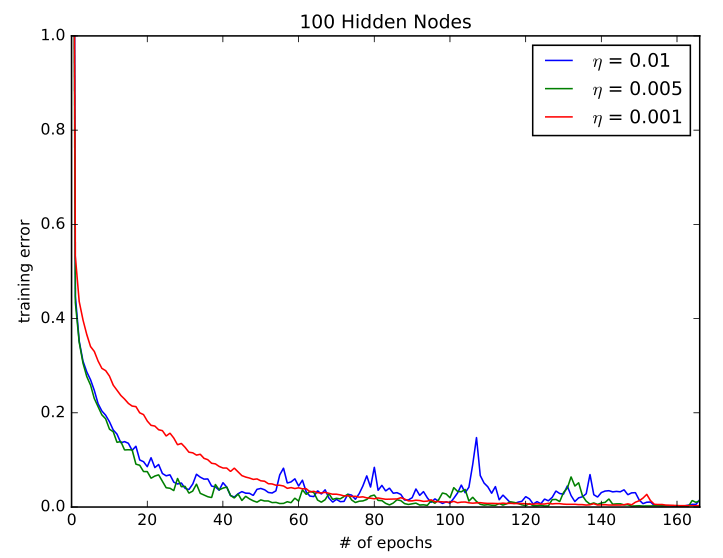 100 Hidden Nodes
η = 0.01
η = 0.005
η = 0.001
training error
1.0
0.8
0.6
0.4
0.2
0.0
0 20 40 60 80 100 120 140 160
# of epochs